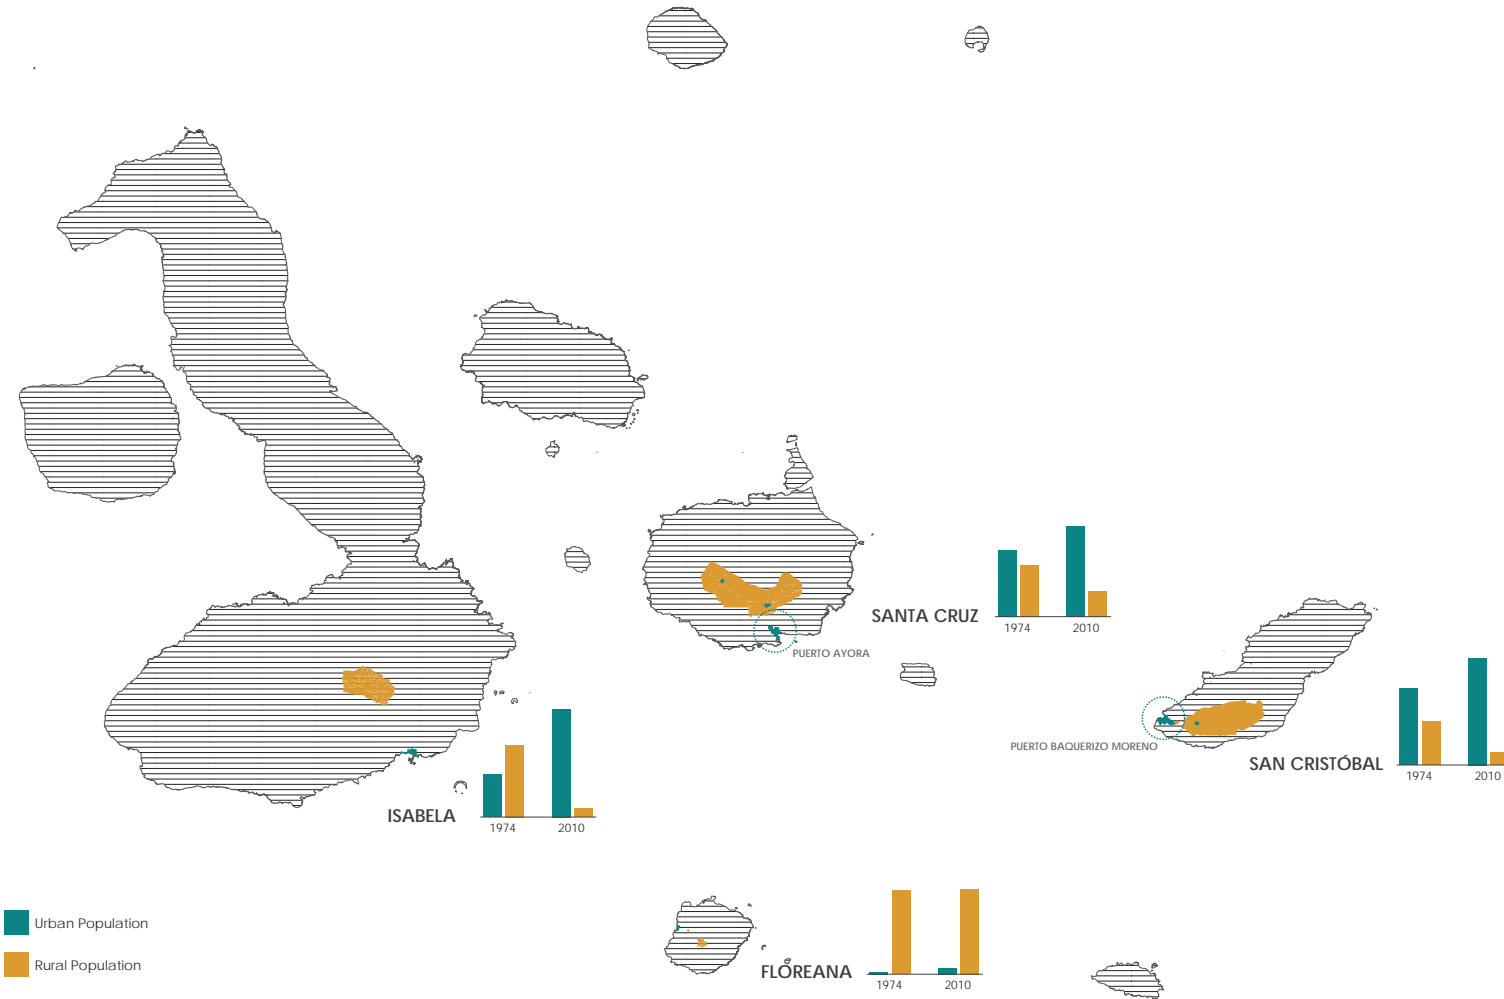 SANTA CRUZ
1974 2010
PUERTO AYORA
PUERTO BAQUERIZO MORENO
SAN CRISTÓBAL
1974 2010
ISABELA
1974 2010
Urban Population
Rural Population
FLOREANA
1974 2010